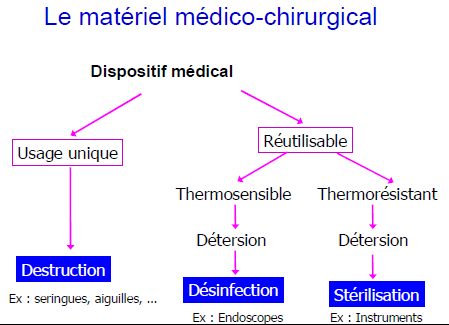 Le matériel médico-chirurgical
Dispositif médical
Usage unique
Réutilisable
Thermosensible
Thermorésistant
Détersion
Détersion
Destruction
Désinfection
Stérilisation
Ex : seringues, aiguilles, ...
Ex : Endoscopes
Ex : Instruments